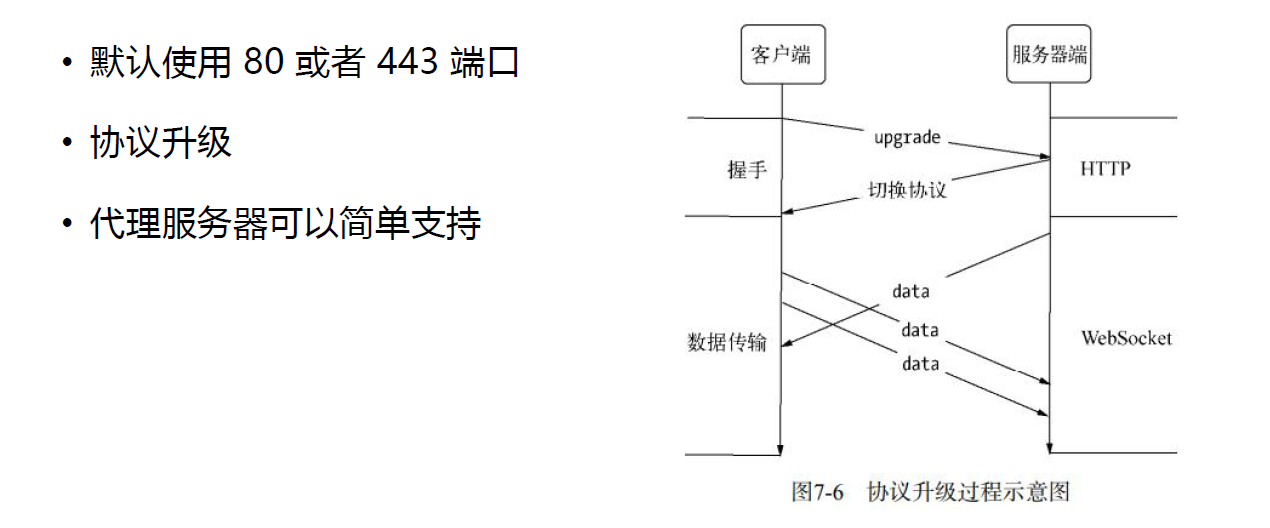 • 默认使用 80 或者 443 端口
• 协议升级
• 代理服务器可以简单支持
客户端
服务器端
upgrade
握手
HTTP
切换协议
data
data
数据传输
WebSocket
data
图7-6 协议升级过程示意图